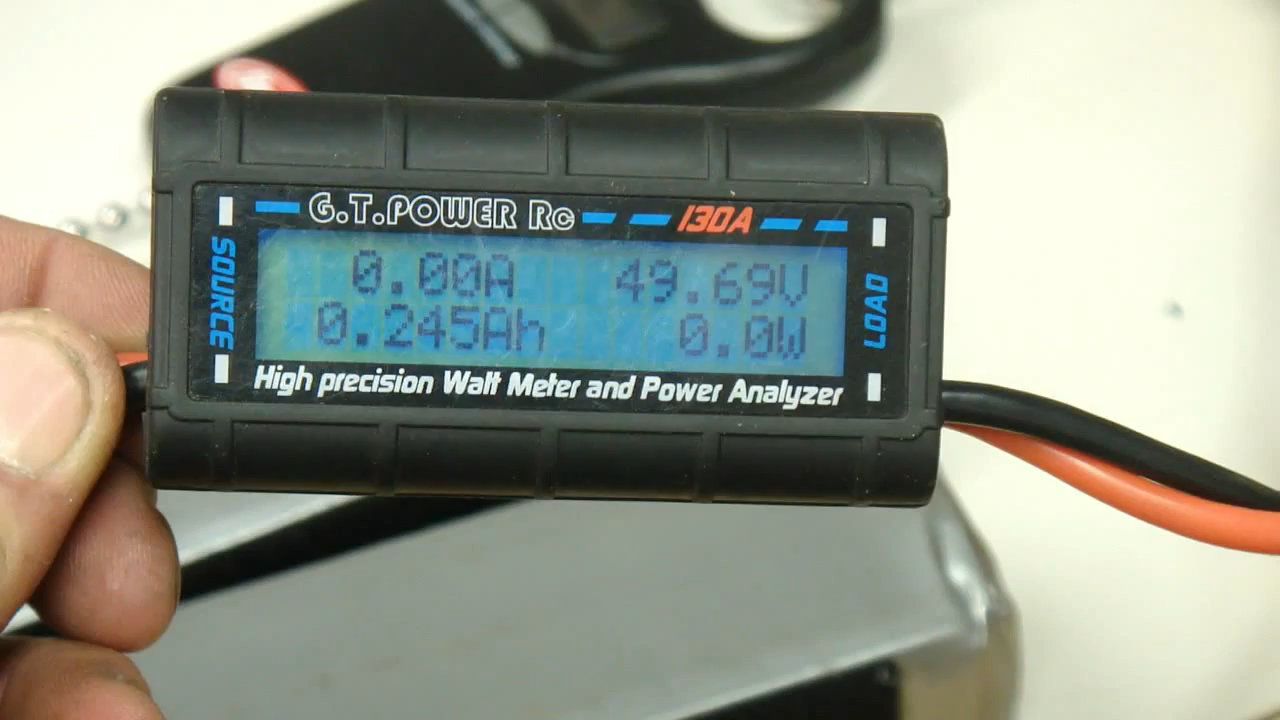 G.T.POWER RC 130A
SOURCE
0.00A 49.69V
0.245Ah 0.0W
LOAD
High precision Watt Meter and Power Analyzer